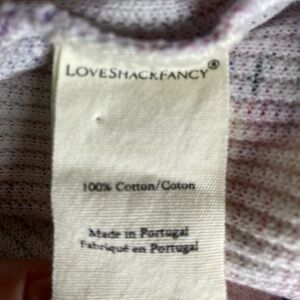 LoveShackFancy®
100% Cotton/Coton
Made in Portugal
Fabriqué en Portugal